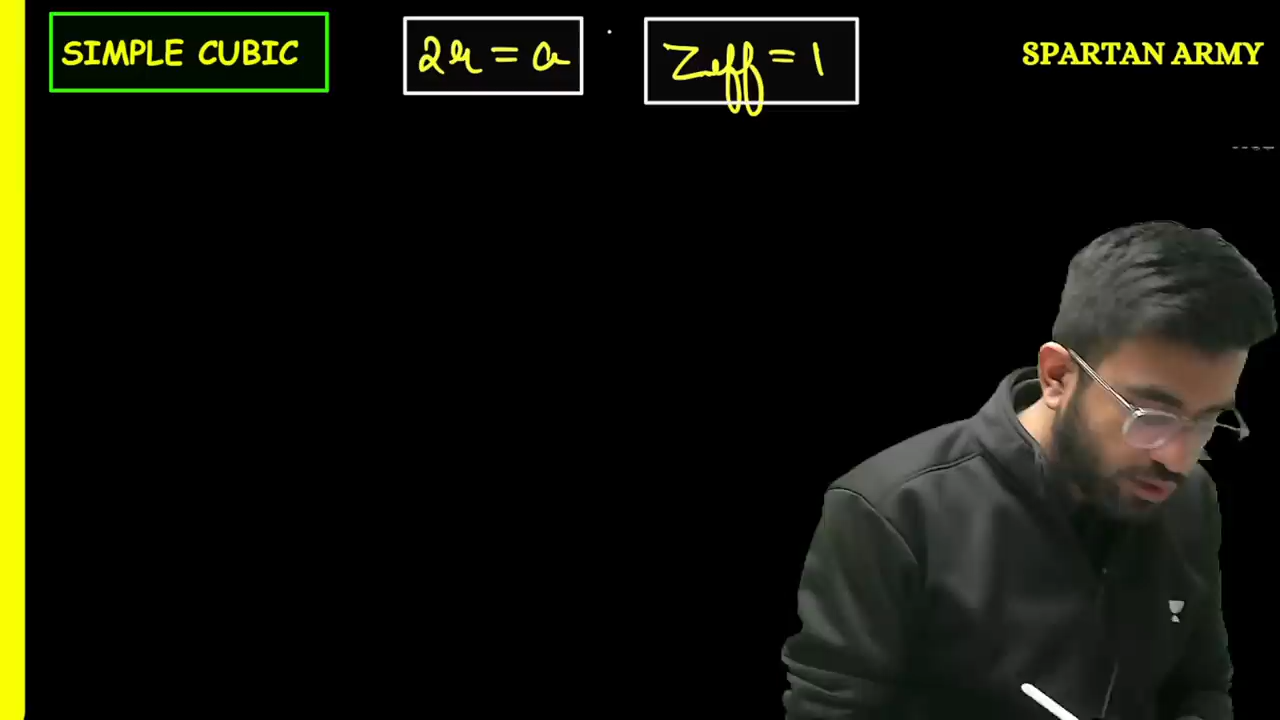 SIMPLE CUBIC
2r = a
Zeff = 1
SPARTAN ARMY